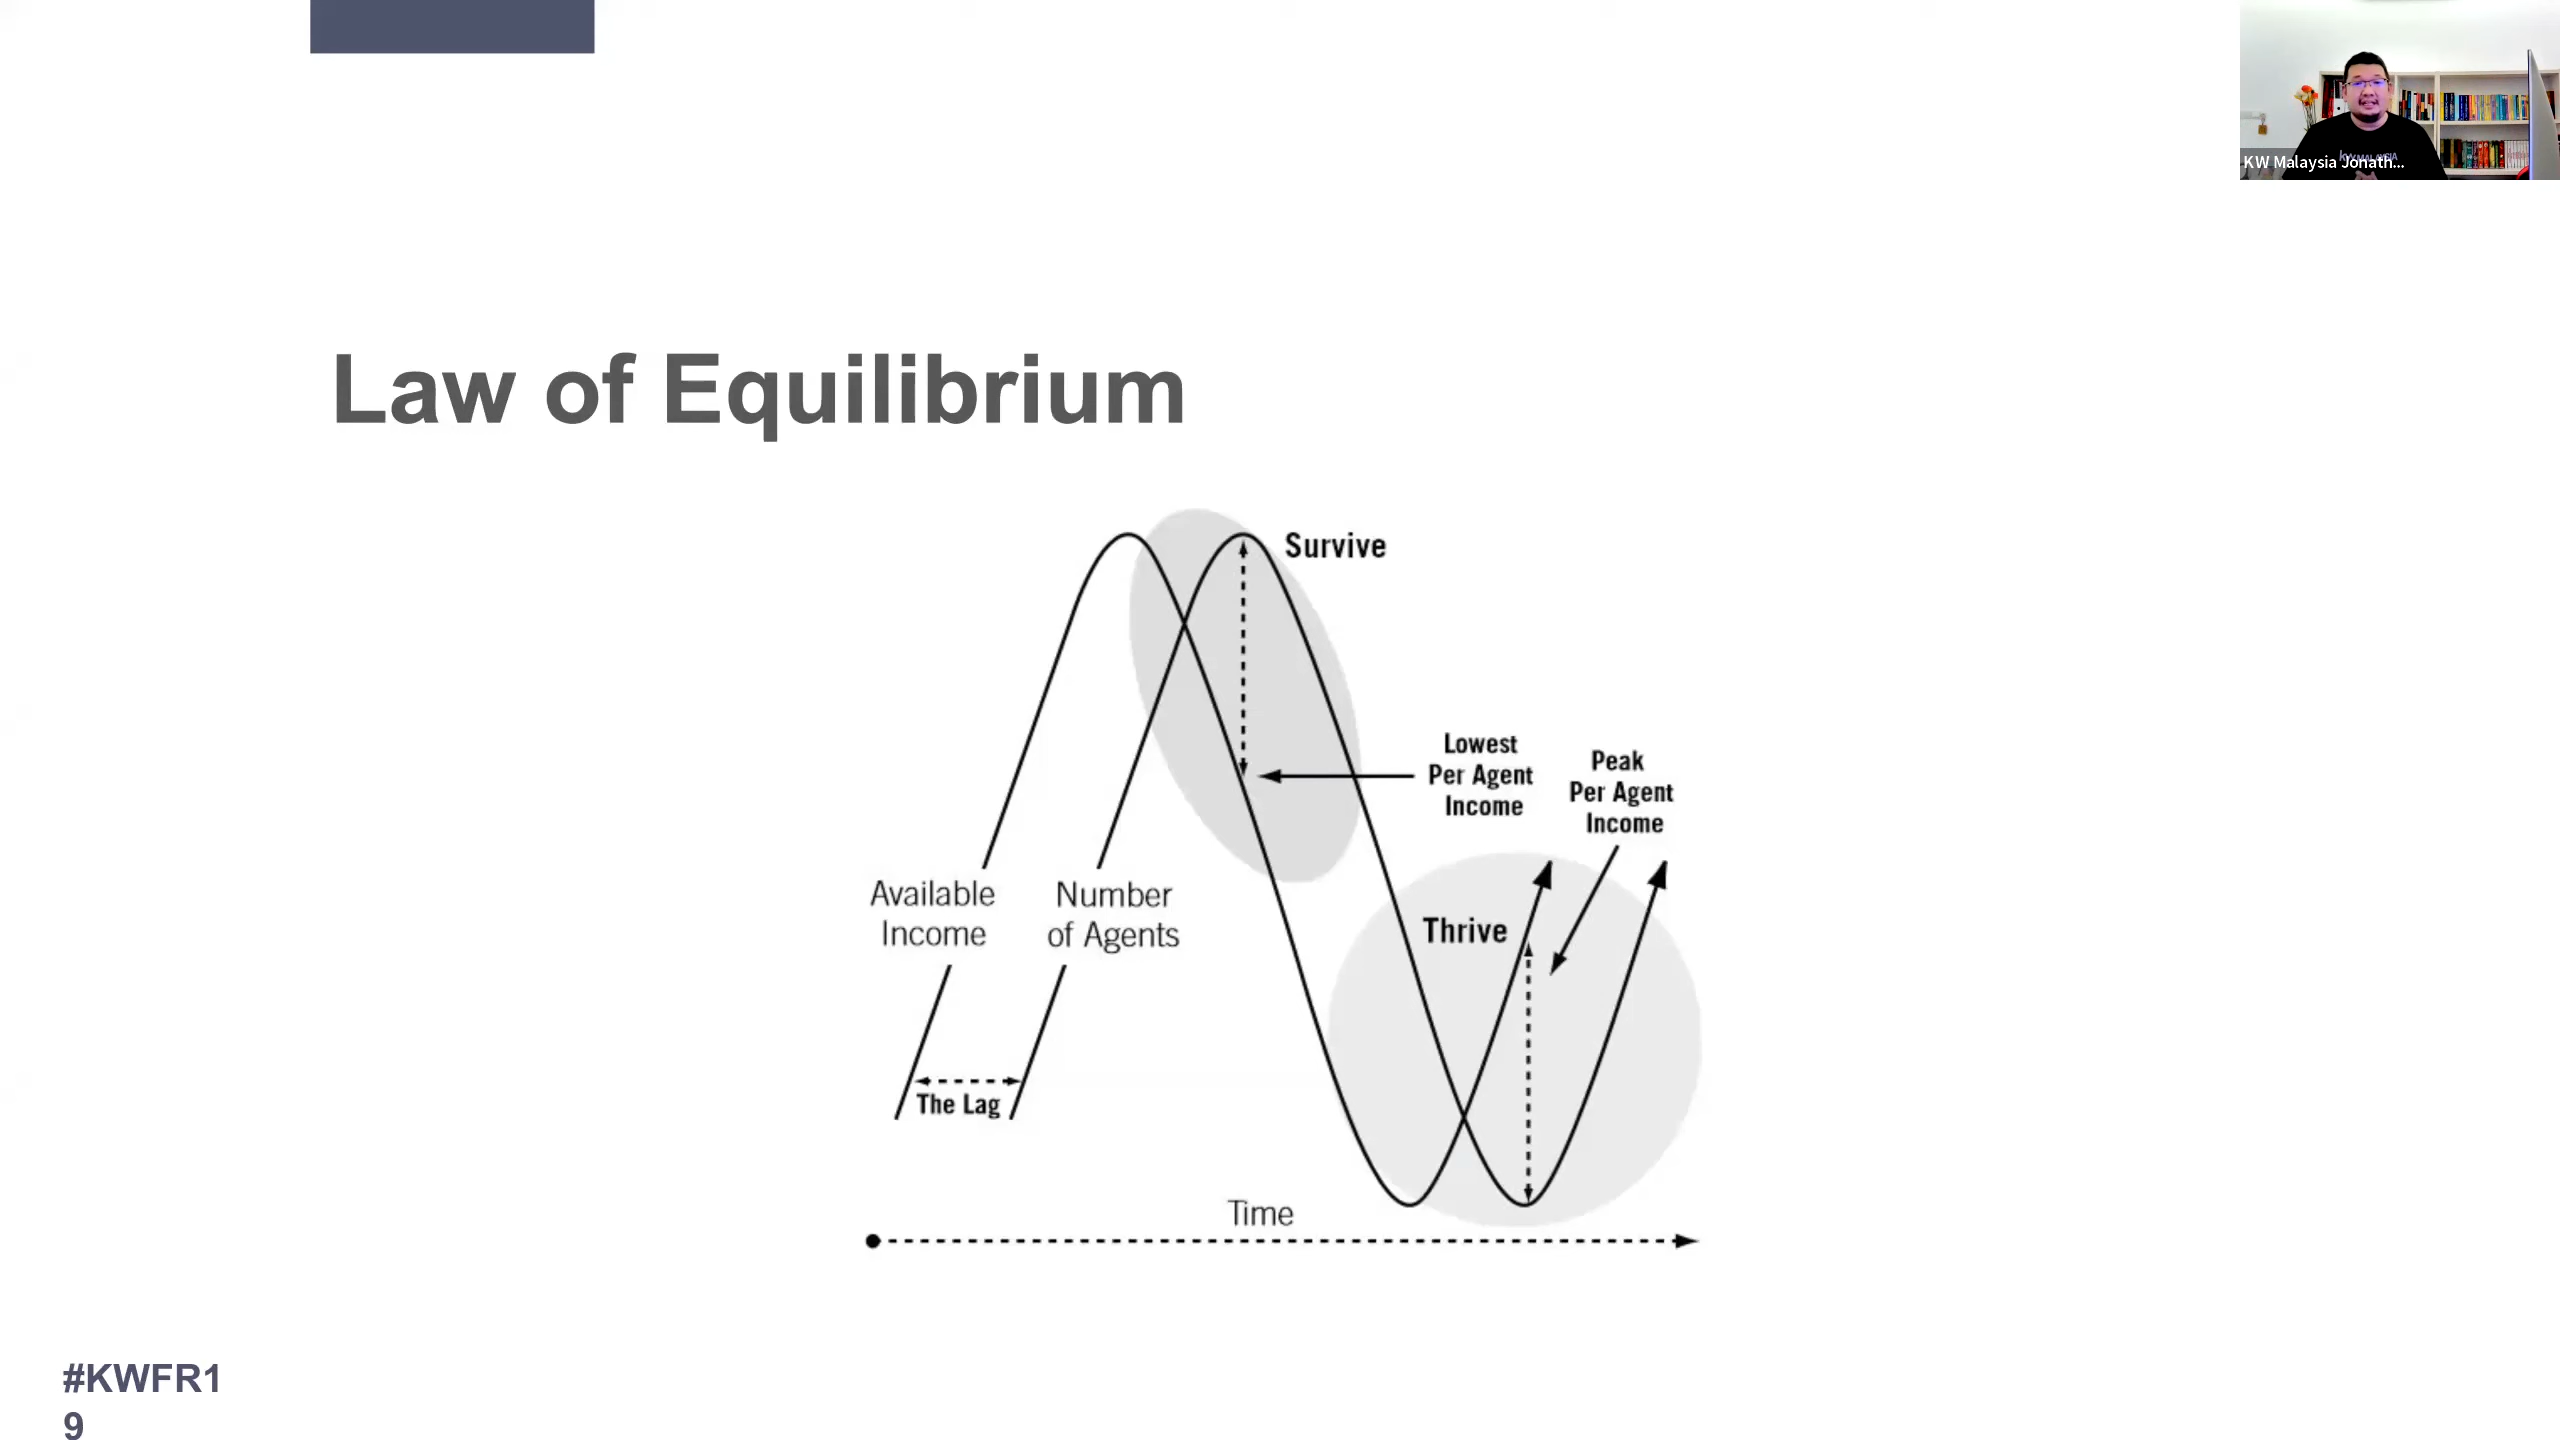 KW Malaysia Jonath...
Law of Equilibrium
Survive
Lowest
Per Agent
Income
Peak
Per Agent
Income
Available
Income
Number
of Agents
Thrive
The Lag
Time
#KWFR1
9